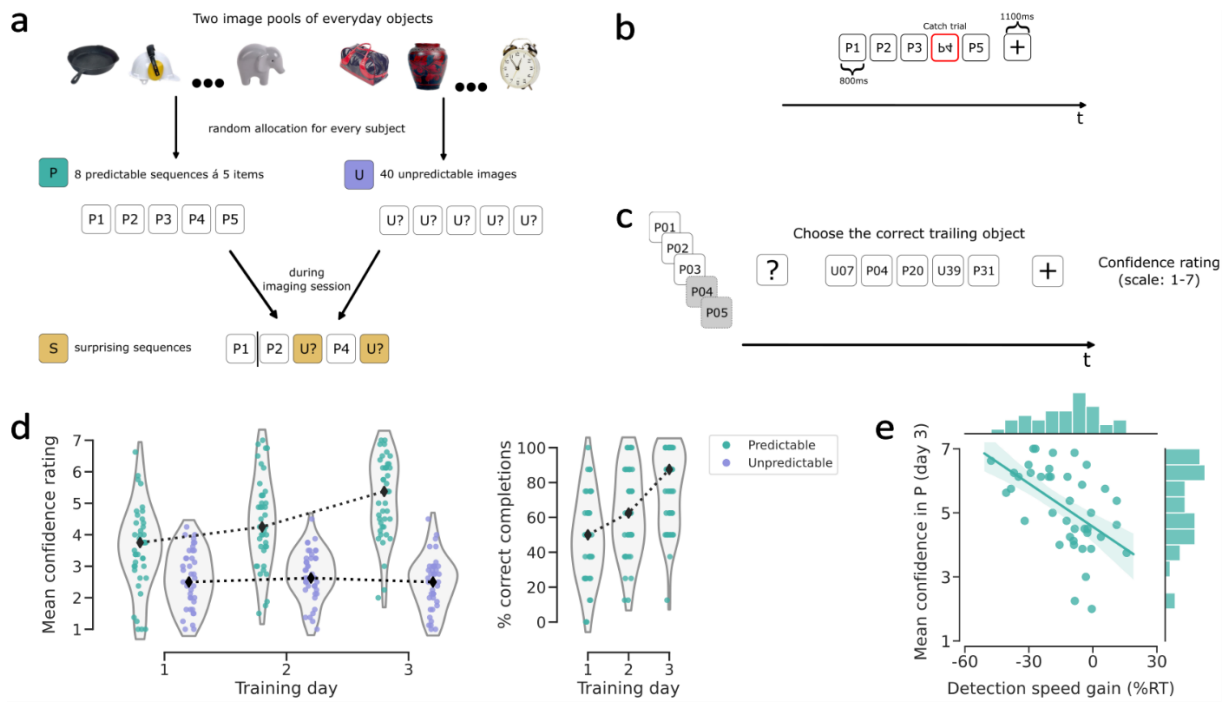 a
Two image pools of everyday objects
random allocation for every subject
P
8 predictable sequences á 5 items
U
40 unpredictable images
P1 P2 P3 P4 P5
U? U? U? U? U?
during
imaging session
S
surprising sequences
P1 P2 U? P4 U?
b
Catch trial
1100ms
P1 P2 P3 P4 P5 +
800ms
t
c
P01
P02
P03
P04
P05
Choose the correct trailing object
?
U07 P04 P20 U39 P31
+
Confidence rating
(scale: 1-7)
t
d
Mean confidence rating
7
6
5
4
3
2
1
1 2 3
Training day
% correct completions
100
80
60
40
20
0
1 2 3
Training day
Predictable
Unpredictable
e
Mean confidence in P (day 3)
7
5
3
1
-60 -30 0 30
Detection speed gain (%RT)